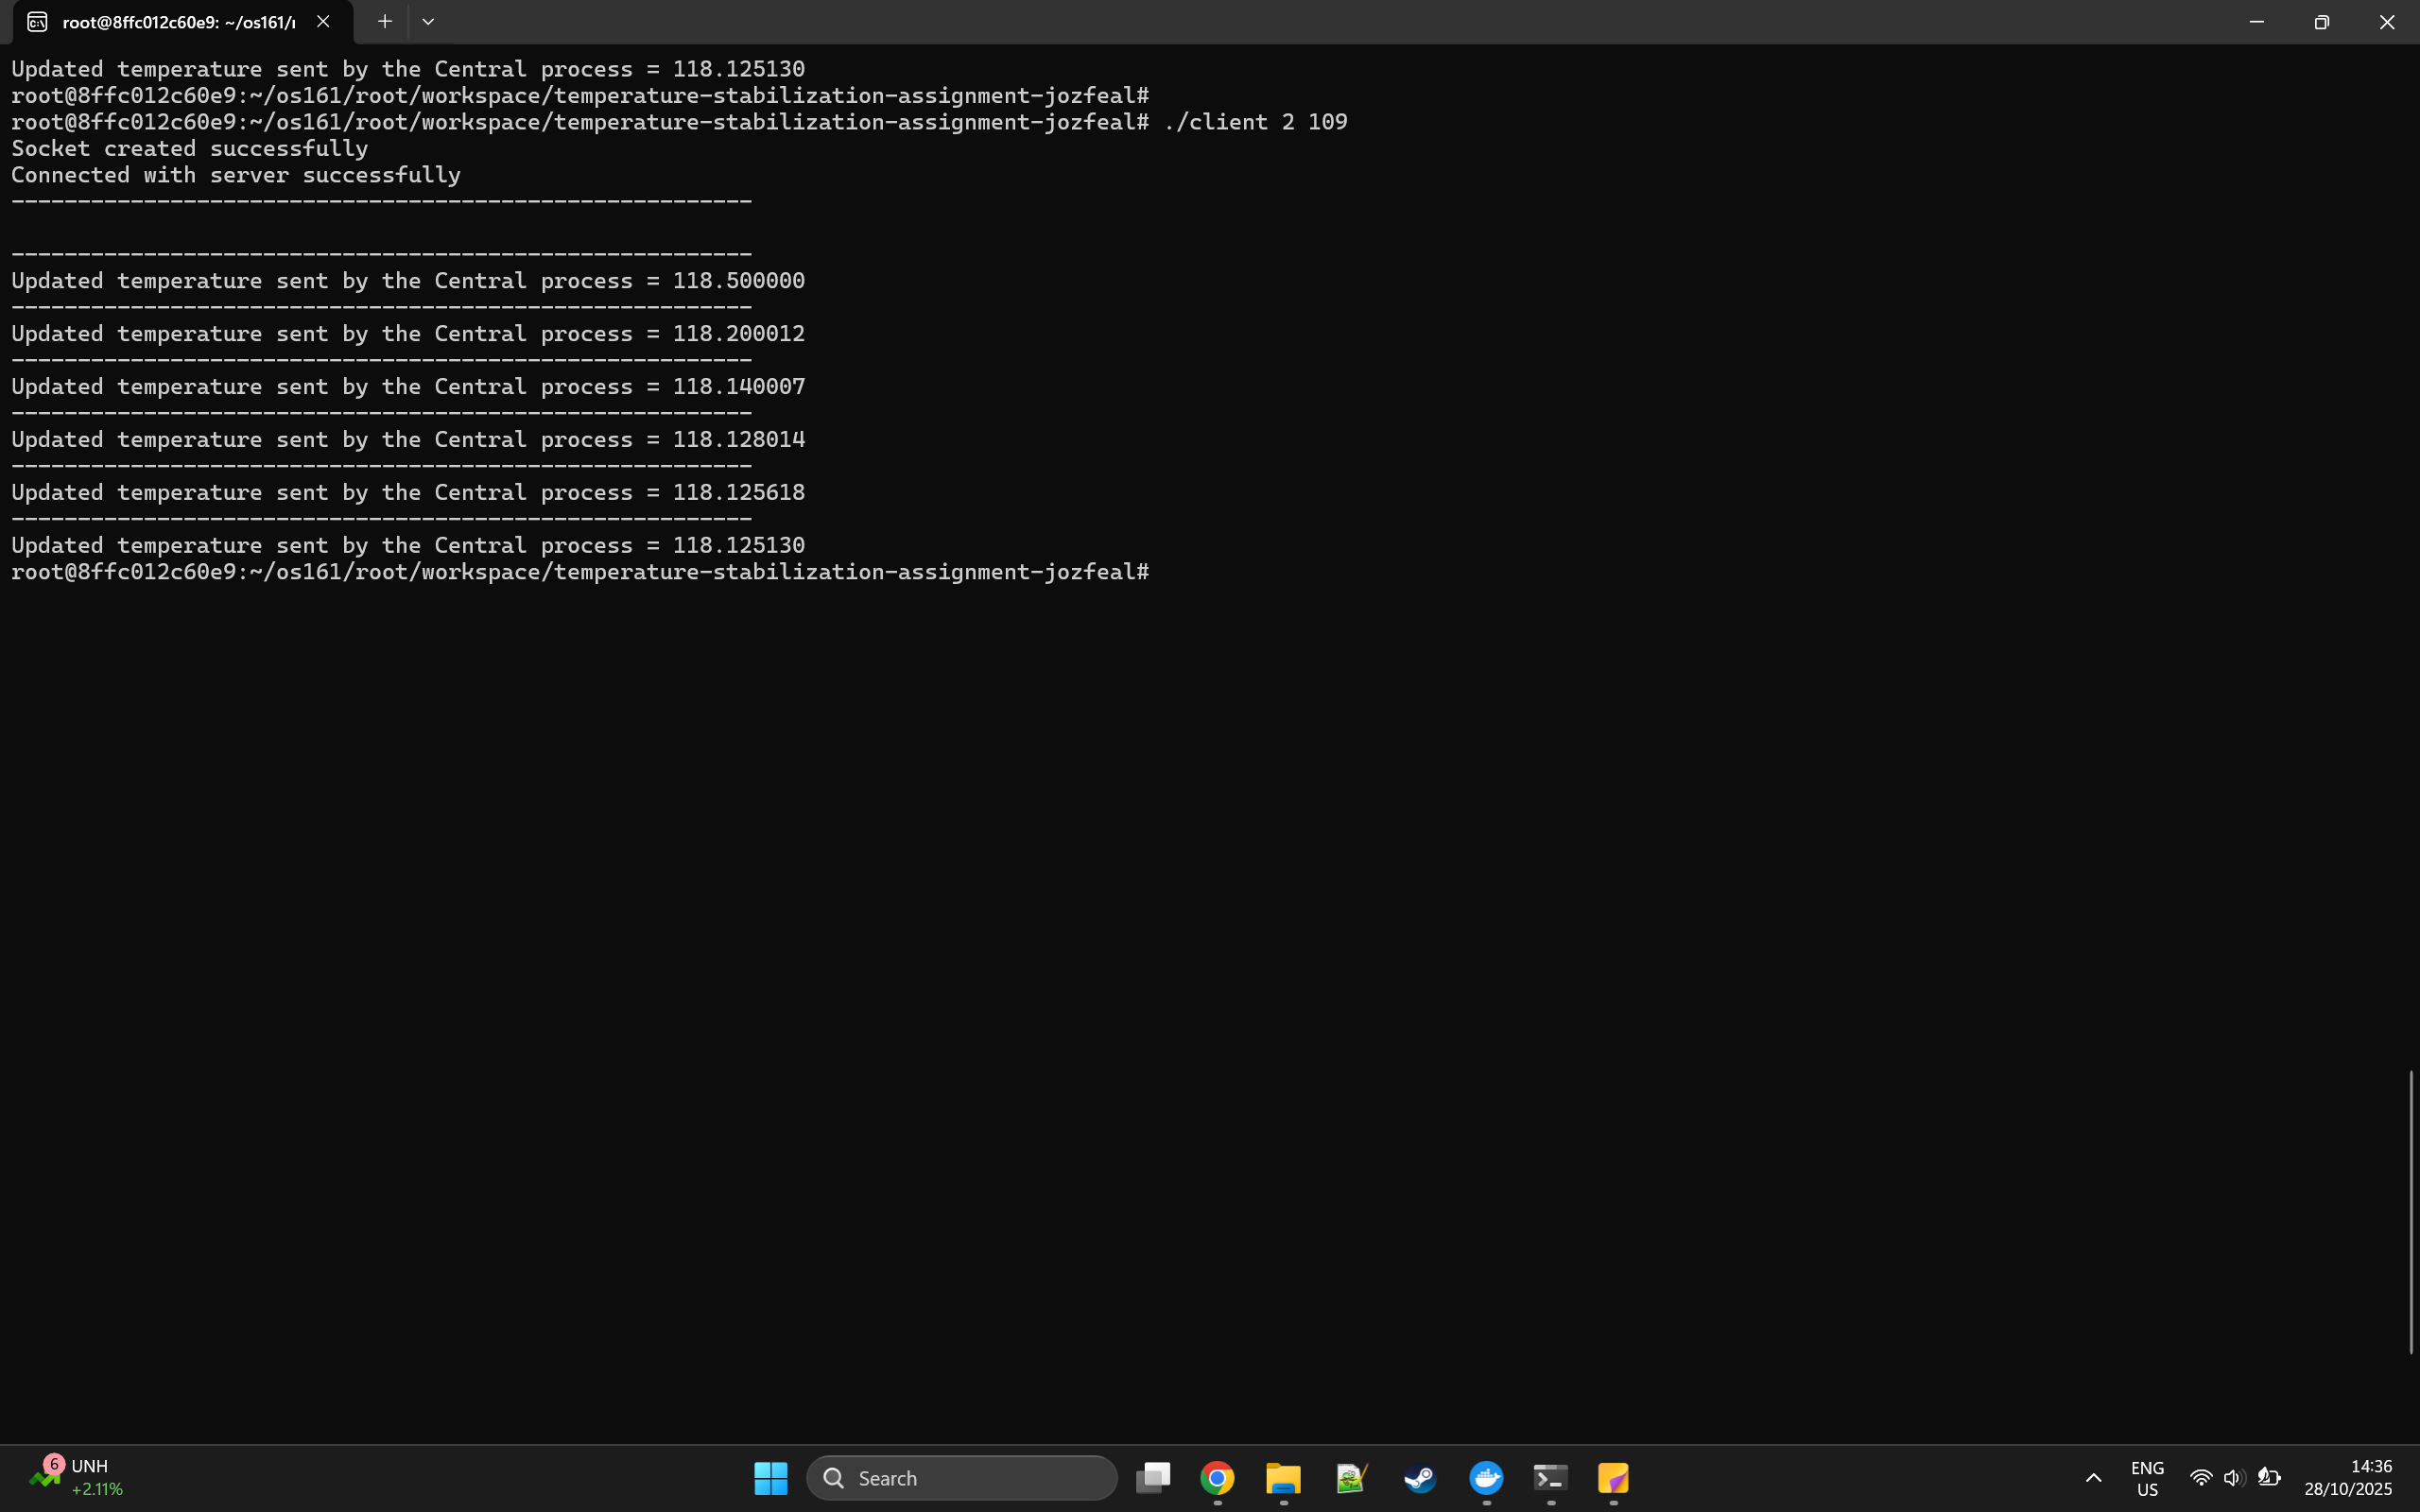 root@8ffc012c60e9: ~/os161/r
Updated temperature sent by the Central process = 118.125130
root@8ffc012c60e9:~/os161/root/workspace/temperature-stabilization-assignment-jozfeal#
root@8ffc012c60e9:~/os161/root/workspace/temperature-stabilization-assignment-jozfeal# ./client 2 109
Socket created successfully
Connected with server successfully
--------------------------------------------------------
--------------------------------------------------------
Updated temperature sent by the Central process = 118.500000
--------------------------------------------------------
Updated temperature sent by the Central process = 118.200012
--------------------------------------------------------
Updated temperature sent by the Central process = 118.140007
--------------------------------------------------------
Updated temperature sent by the Central process = 118.128014
--------------------------------------------------------
Updated temperature sent by the Central process = 118.125618
--------------------------------------------------------
Updated temperature sent by the Central process = 118.125130
root@8ffc012c60e9:~/os161/root/workspace/temperature-stabilization-assignment-jozfeal#
6
UNH
+2.11%
Search
ENG
US
14:36
28/10/2025